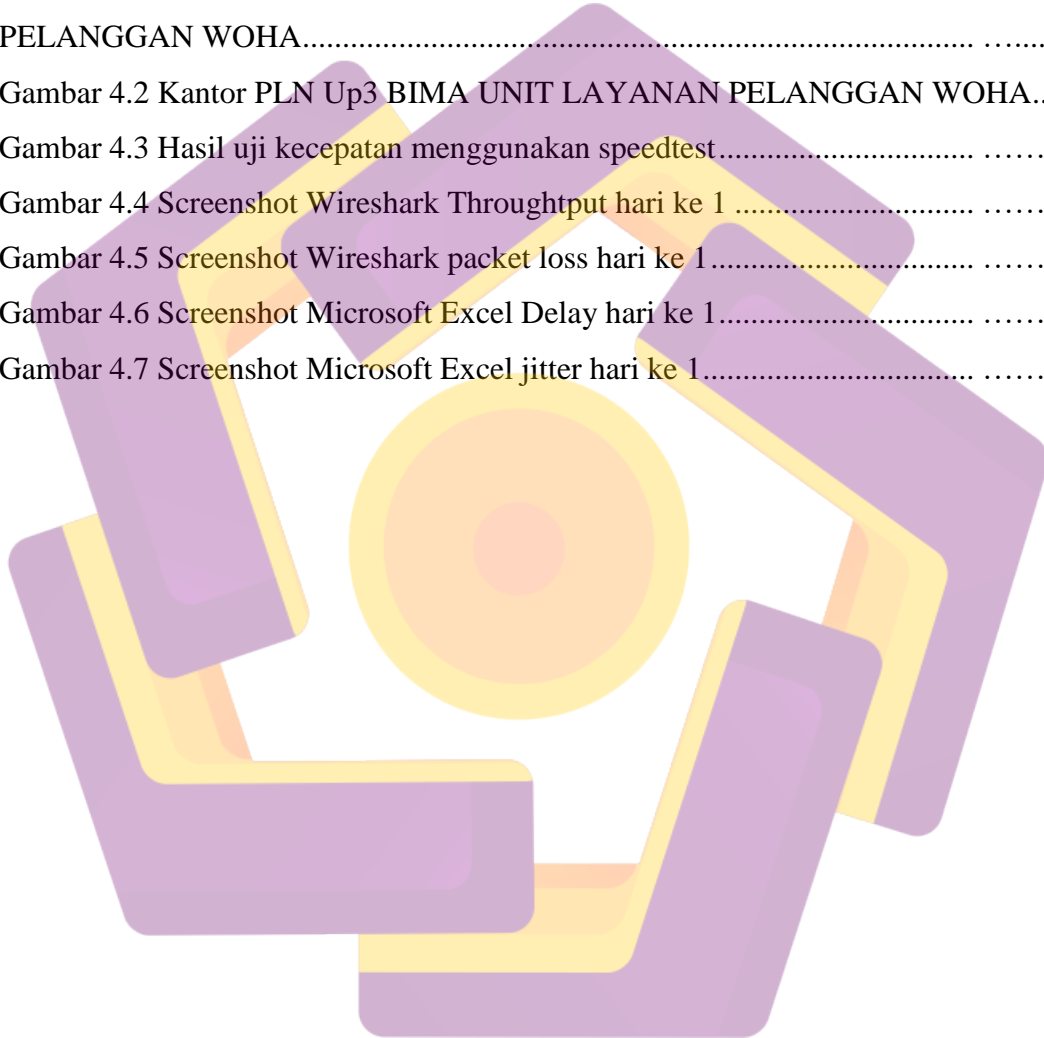 PELANGGAN WOHA.................................................................................... ….....
Gambar 4.2 Kantor PLN Up3 BIMA UNIT LAYANAN PELANGGAN WOHA..
Gambar 4.3 Hasil uji kecepatan menggunakan speedtest................................ ……
Gambar 4.4 Screenshot Wireshark Throughtput hari ke 1 .............................. ……
Gambar 4.5 Screenshot Wireshark packet loss hari ke 1................................. ……
Gambar 4.6 Screenshot Microsoft Excel Delay hari ke 1................................ ……
Gambar 4.7 Screenshot Microsoft Excel jitter hari ke 1.................................. ……